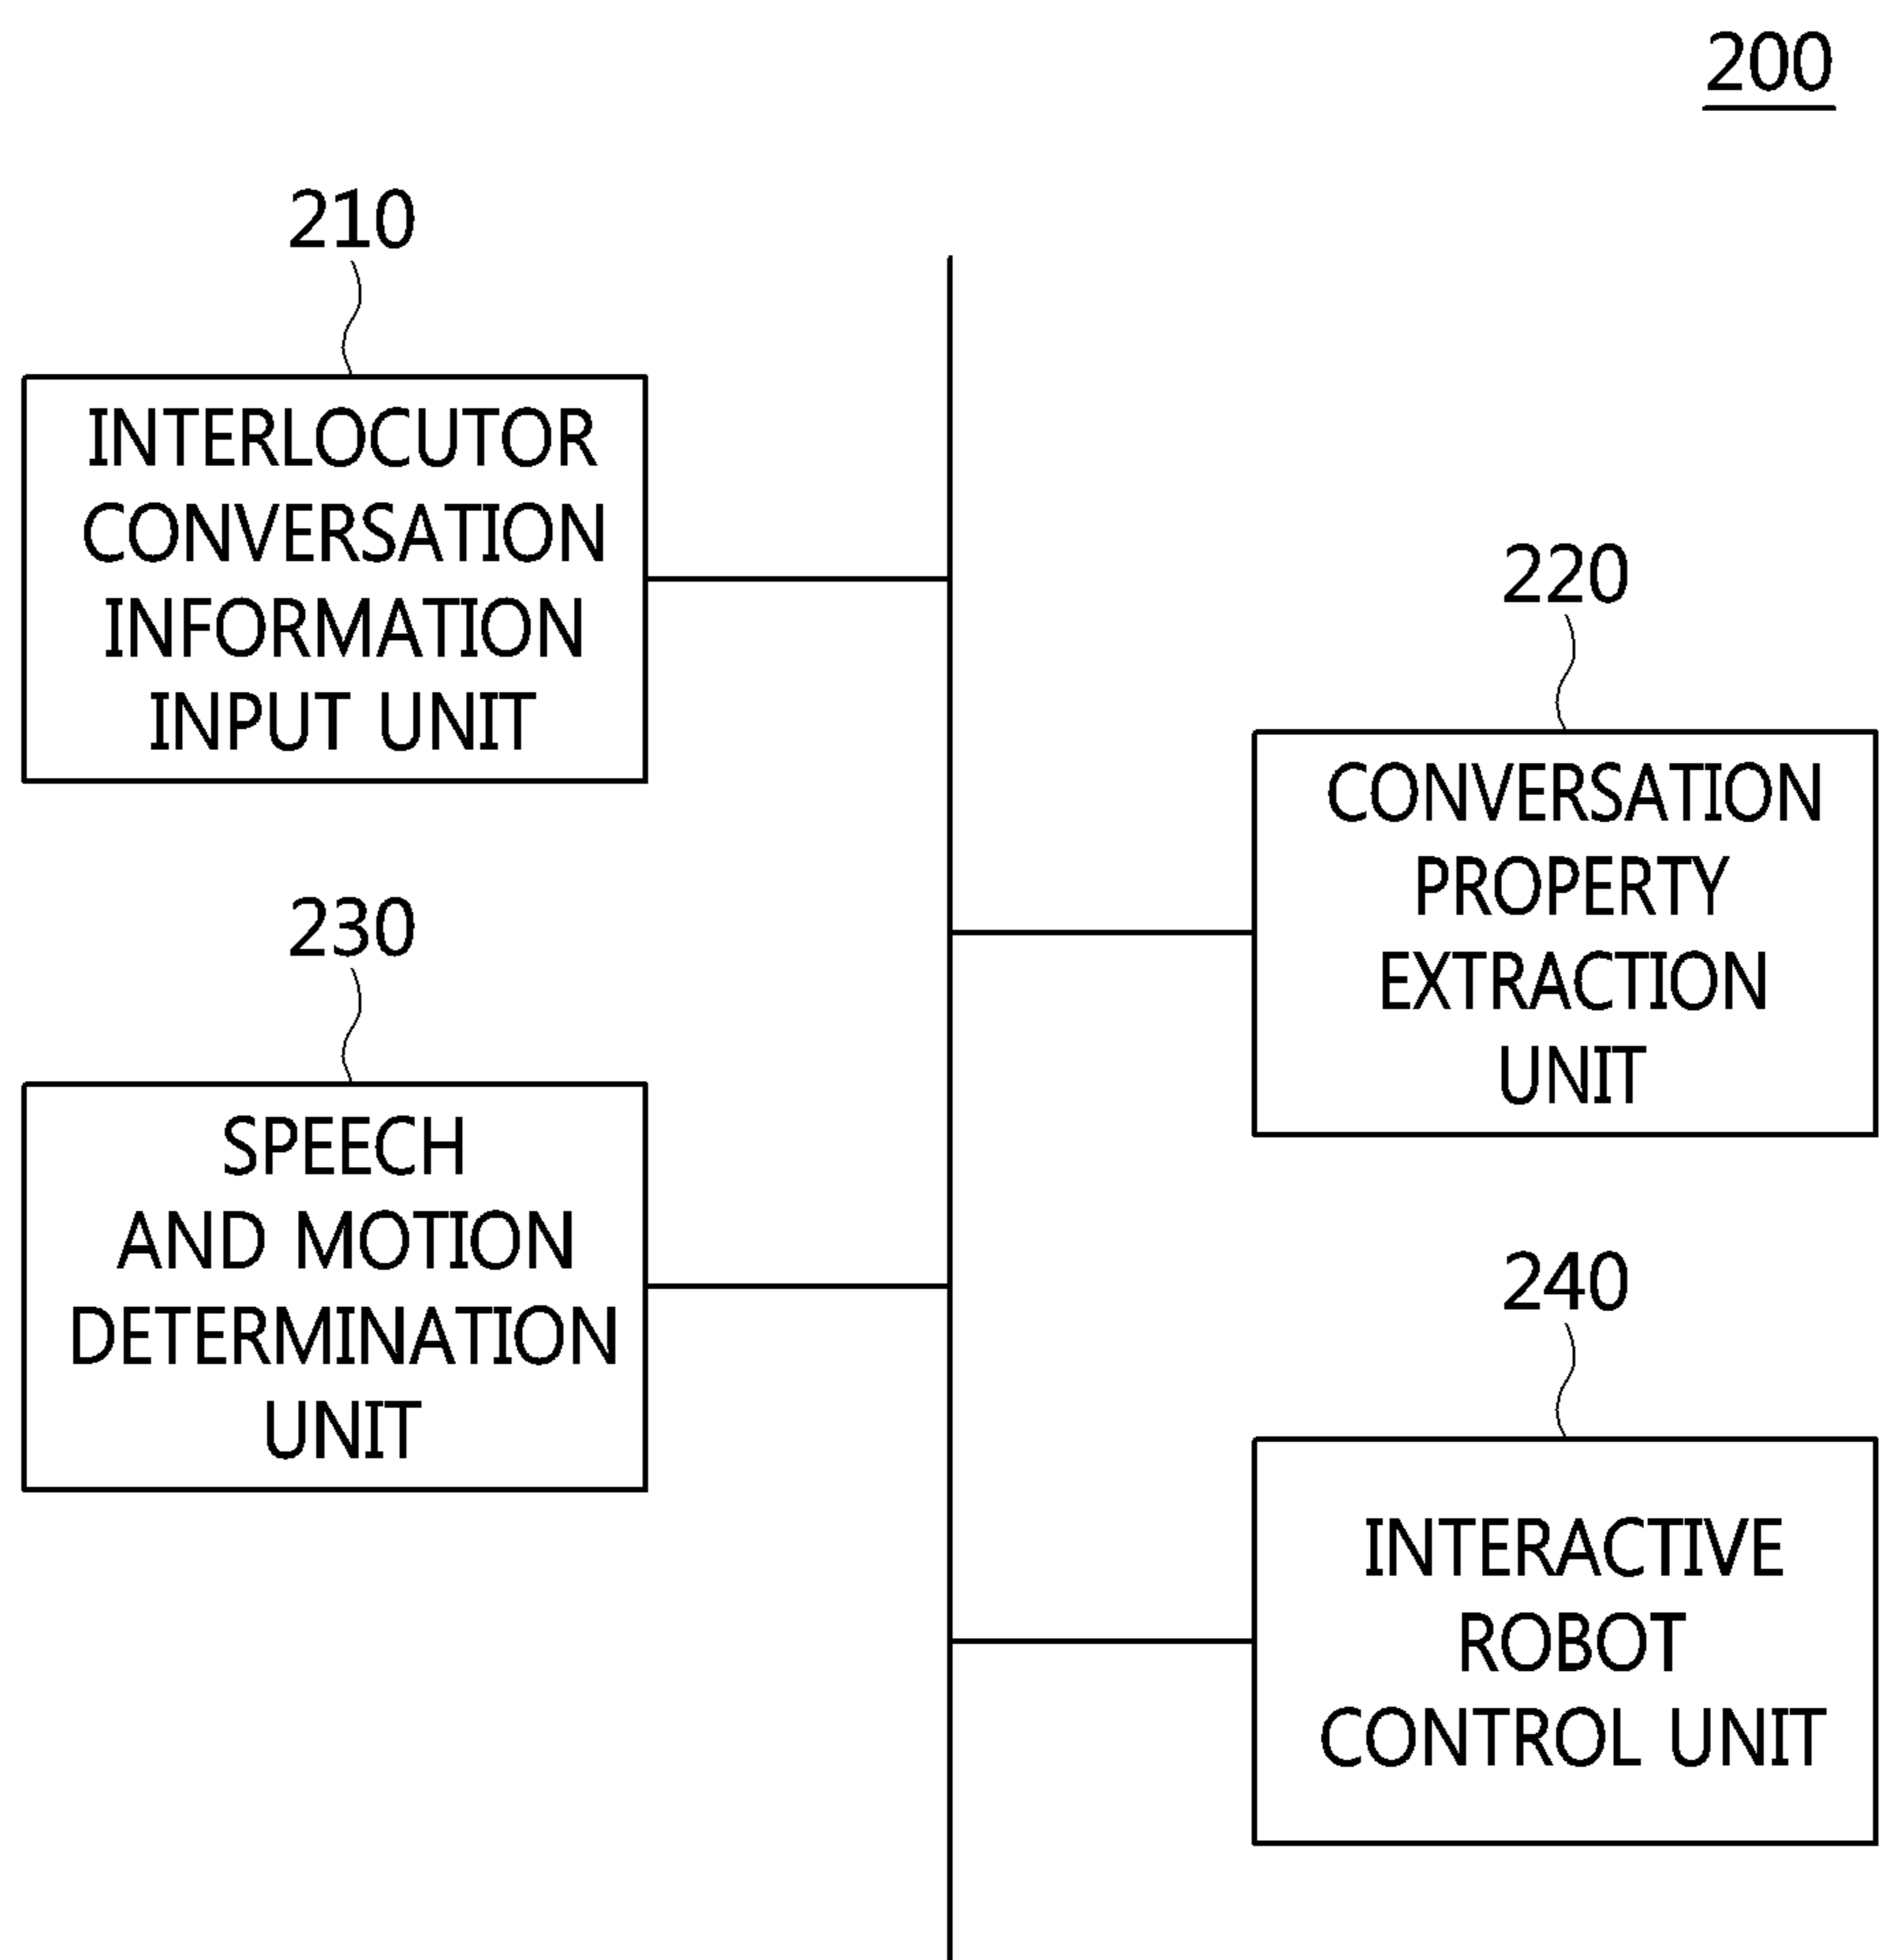 200
210
INTERLOCUTOR
CONVERSATION
INFORMATION
INPUT UNIT
220
CONVERSATION
PROPERTY
EXTRACTION
UNIT
230
SPEECH
AND MOTION
DETERMINATION
UNIT
240
INTERACTIVE
ROBOT
CONTROL UNIT